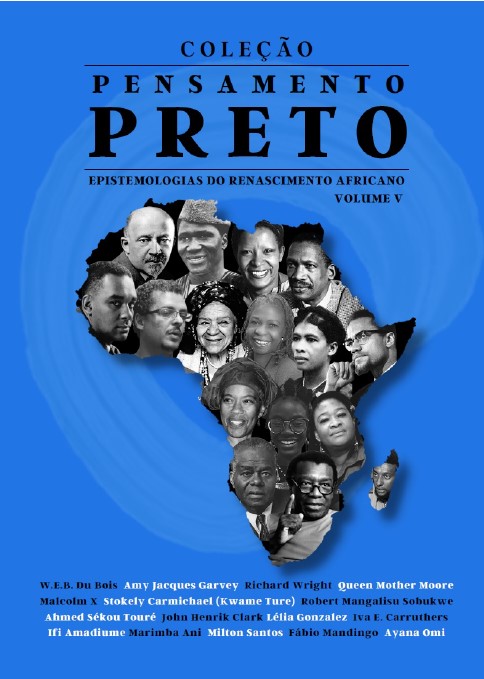 COLEÇÃO
PENSAMENTO
PRETO
EPISTEMOLOGIAS DO RENASCIMENTO AFRICANO
VOLUME V
W.E.B. Du Bois Amy Jacques Garvey Richard Wright Queen Mother Moore
Malcolm X Stokely Carmichael (Kwame Ture) Robert Mangalisu Sobukwe
Ahmed Sékou Touré John Henrik Clark Lélia Gonzalez Iva E. Carruthers
Ifi Amadiume Marimba Ani Milton Santos Fábio Mandingo Ayana Omi